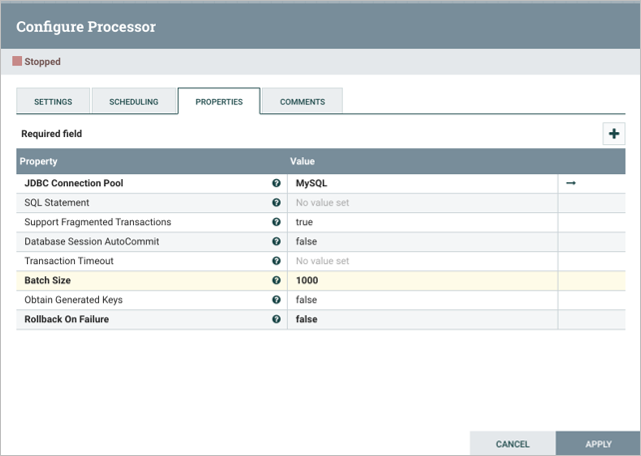 Configure Processor
Stopped
SETTINGS SCHEDULING PROPERTIES COMMENTS
Required field
Property Value
JDBC Connection Pool MySQL
SQL Statement No value set
Support Fragmented Transactions true
Database Session AutoCommit false
Transaction Timeout No value set
Batch Size 1000
Obtain Generated Keys false
Rollback On Failure false
CANCEL APPLY